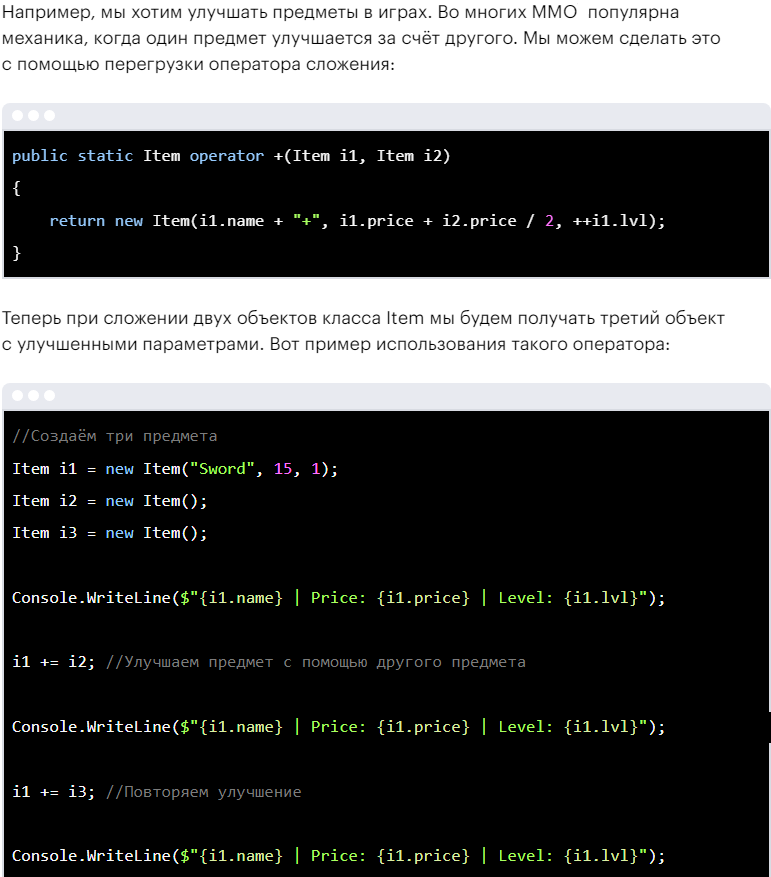 Например, мы хотим улучшать предметы в играх. Во многих ММО популярна
механика, когда один предмет улучшается за счёт другого. Мы можем сделать это
с помощью перегрузки оператора сложения:
public static Item operator +(Item i1, Item i2)
{
    return new Item(i1.name + "+", i1.price + i2.price / 2, ++i1.lvl);
}
Теперь при сложении двух объектов класса Item мы будем получать третий объект
с улучшенными параметрами. Вот пример использования такого оператора:
//Создаём три предмета
Item i1 = new Item("Sword", 15, 1);
Item i2 = new Item();
Item i3 = new Item();
Console.WriteLine($"{i1.name} | Price: {i1.price} | Level: {i1.lvl}");
i1 += i2; //Улучшаем предмет с помощью другого предмета
Console.WriteLine($"{i1.name} | Price: {i1.price} | Level: {i1.lvl}");
i1 += i3; //Повторяем улучшение
Console.WriteLine($"{i1.name} | Price: {i1.price} | Level: {i1.lvl}");